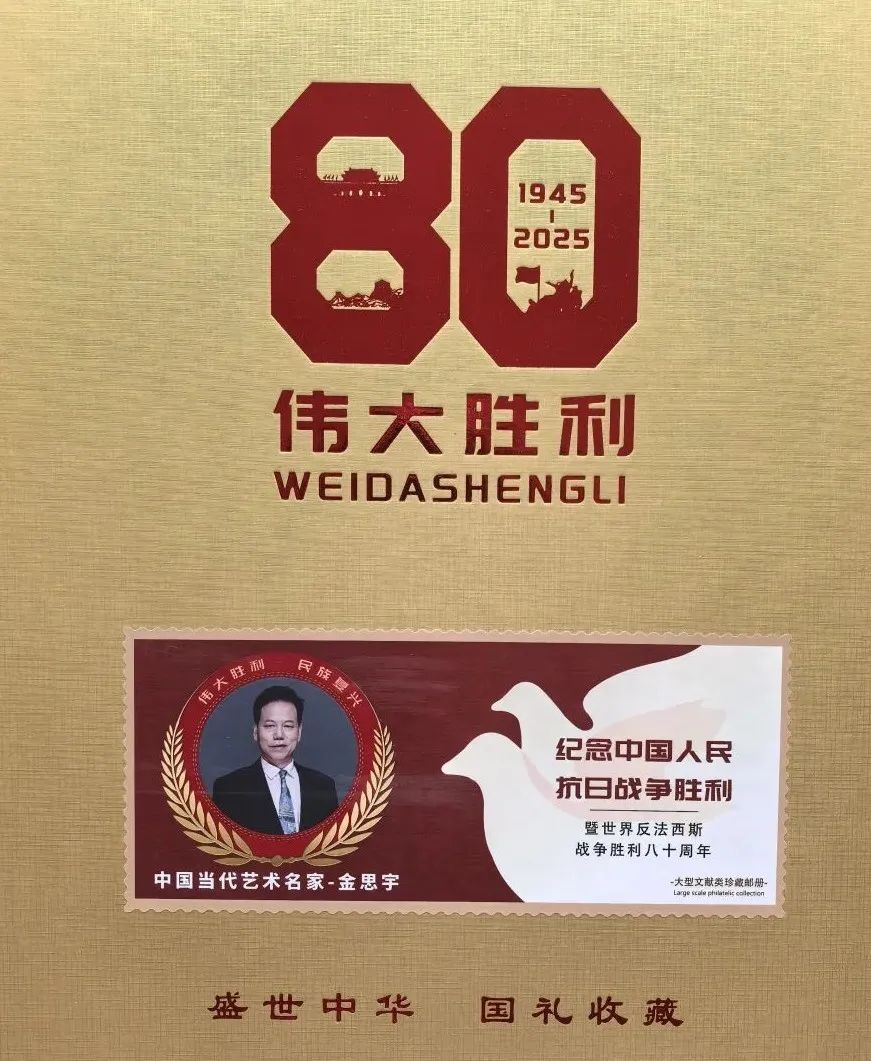 80
1945
-
2025
伟大胜利
WEIDASHENGLI
伟大胜利 民族复兴
中国当代艺术名家-金思宇
纪念中国人民
抗日战争胜利
暨世界反法西斯
战争胜利八十周年
-大型文献类珍藏邮册-
Large scale philatelic collection
盛世中华 国礼收藏